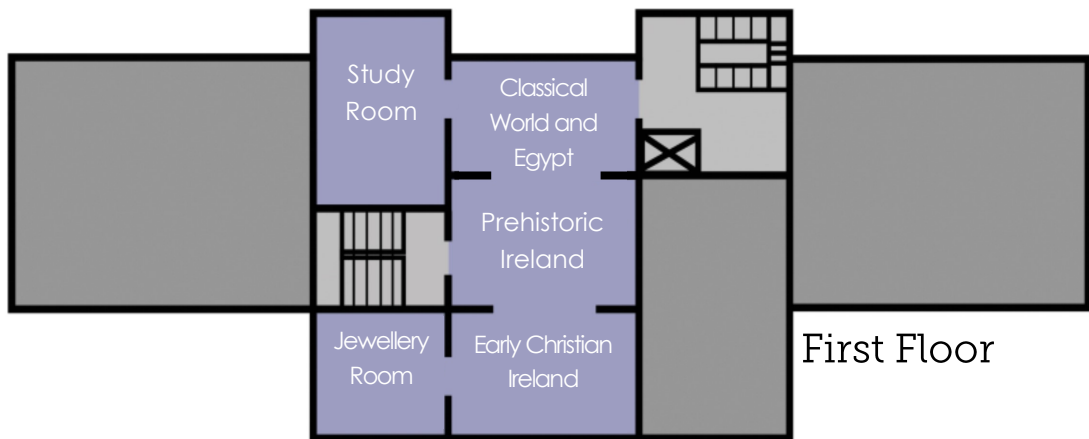 Study
Room
Classical
World and
Egypt
Prehistoric
Ireland
Jewellery
Room
Early Christian
Ireland
First Floor